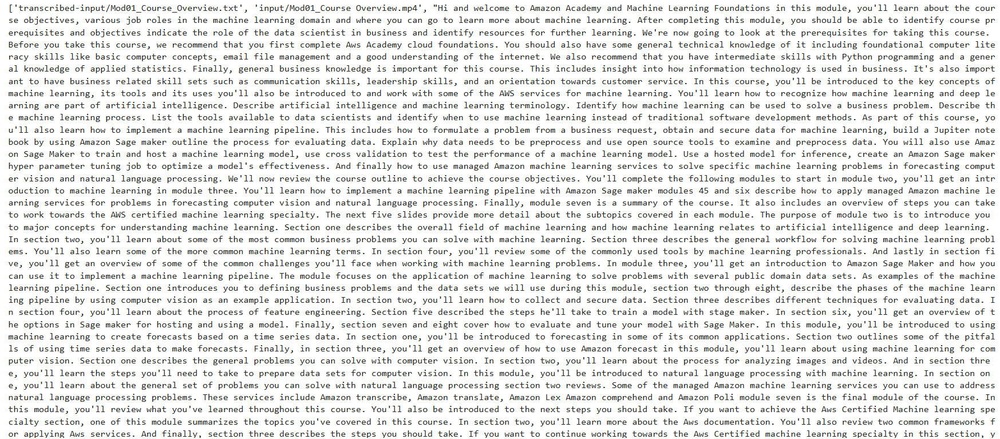 ['transcribed-input/Mod01_Course_Overview.txt', 'input/Mod01_Course Overview.mp4', "Hi and welcome to Amazon Academy and Machine Learning Foundations in this module, you'll learn about the cour
se objectives, various job roles in the machine learning domain and where you can go to learn more about machine learning. After completing this module, you should be able to identify course pr
erequisites and objectives indicate the role of the data scientist in business and identify resources for further learning. We're now going to look at the prerequisites for taking this course.
Before you take this course, we recommend that you first complete Aws Academy cloud foundations. You should also have some general technical knowledge of it including foundational computer lite
racy skills like basic computer concepts, email file management and a good understanding of the internet. We also recommend that you have intermediate skills with Python programming and a gener
al knowledge of applied statistics. Finally, general business knowledge is important for this course. This includes insight into how information technology is used in business. It's also import
ant to have business related skill sets such as communication skills, leadership skills, and an orientation towards customer service. In this course, you'll be introduced to the key concepts of
machine learning, its tools and its uses you'll also be introduced to and work with some of the AWS services for machine learning. You'll learn how to recognize how machine learning and deep le
arning are part of artificial intelligence. Describe artificial intelligence and machine learning terminology. Identify how machine learning can be used to solve a business problem. Describe th
e machine learning process. List the tools available to data scientists and identify when to use machine learning instead of traditional software development methods. As part of this course, yo
u'll also learn how to implement a machine learning pipeline. This includes how to formulate a problem from a business request, obtain and secure data for machine learning, build a Jupiter note
book by using Amazon Sage maker outline the process for evaluating data. Explain why data needs to be preprocess and use open source tools to examine and preprocess data. You will also use Amaz
on Sage Maker to train and host a machine learning model, use cross validation to test the performance of a machine learning model. Use a hosted model for inference, create an Amazon Sage maker
hyper parameter tuning job to optimize a model's effectiveness. And finally how to use managed Amazon machine learning services to solve specific machine learning problems in forecasting comput
er vision and natural language processing. We'll now review the course outline to achieve the course objectives. You'll complete the following modules to start in module two, you'll get an intr
oduction to machine learning in module three. You'll learn how to implement a machine learning pipeline with Amazon Sage maker modules 45 and six describe how to apply managed Amazon machine le
arning services for problems in forecasting computer vision and natural language processing. Finally, module seven is a summary of the course. It also includes an overview of steps you can take
to work towards the AWS certified machine learning specialty. The next five slides provide more detail about the subtopics covered in each module. The purpose of module two is to introduce you
to major concepts for understanding machine learning. Section one describes the overall field of machine learning and how machine learning relates to artificial intelligence and deep learning.
In section two, you'll learn about some of the most common business problems you can solve with machine learning. Section three describes the general workflow for solving machine learning probl
ems. You'll also learn some of the more common machine learning terms. In section four, you'll review some of the commonly used tools by machine learning professionals. And lastly in section fi
ve, you'll get an overview of some of the common challenges you'll face when working with machine learning problems. In module three, you'll get an introduction to Amazon Sage Maker and how you
can use it to implement a machine learning pipeline. The module focuses on the application of machine learning to solve problems with several public domain data sets. As examples of the machine
learning pipeline. Section one introduces you to defining business problems and the data sets we will use during this module, section two through eight, describe the phases of the machine learn
ing pipeline by using computer vision as an example application. In section two, you'll learn how to collect and secure data. Section three describes different techniques for evaluating data. I
n section four, you'll learn about the process of feature engineering. Section five described the steps he'll take to train a model with stage maker. In section six, you'll get an overview of t
he options in Sage maker for hosting and using a model. Finally, section seven and eight cover how to evaluate and tune your model with Sage Maker. In this module, you'll be introduced to using
machine learning to create forecasts based on a time series data. In section one, you'll be introduced to forecasting in some of its common applications. Section two outlines some of the pitfal
ls of using time series data to make forecasts. Finally, in section three, you'll get an overview of how to use Amazon forecast in this module, you'll learn about using machine learning for com
puter vision. Section one describes the general problems you can solve with computer vision. In section two, you'll learn about the process for analyzing images and videos. And in section thre
e, you'll learn the steps you'll need to take to prepare data sets for computer vision. In this module, you'll be introduced to natural language processing with machine learning. In section on
e, you'll learn about the general set of problems you can solve with natural language processing section two reviews. Some of the managed Amazon machine learning services you can use to address
natural language processing problems. These services include Amazon transcribe, Amazon translate, Amazon Lex Amazon comprehend and Amazon Poli module seven is the final module of the course. In
this module, you'll review what you've learned throughout this course. You'll also be introduced to the next steps you should take. If you want to achieve the Aws Certified Machine learning spe
cialty section, one of this module summarizes the topics you've covered in this course. In section two, you'll learn more about the Aws documentation. You'll also review two common frameworks f
or applying Aws services. And finally, section three describes the steps you should take. If you want to continue working towards the Aws Certified machine learning specialty in this section, y